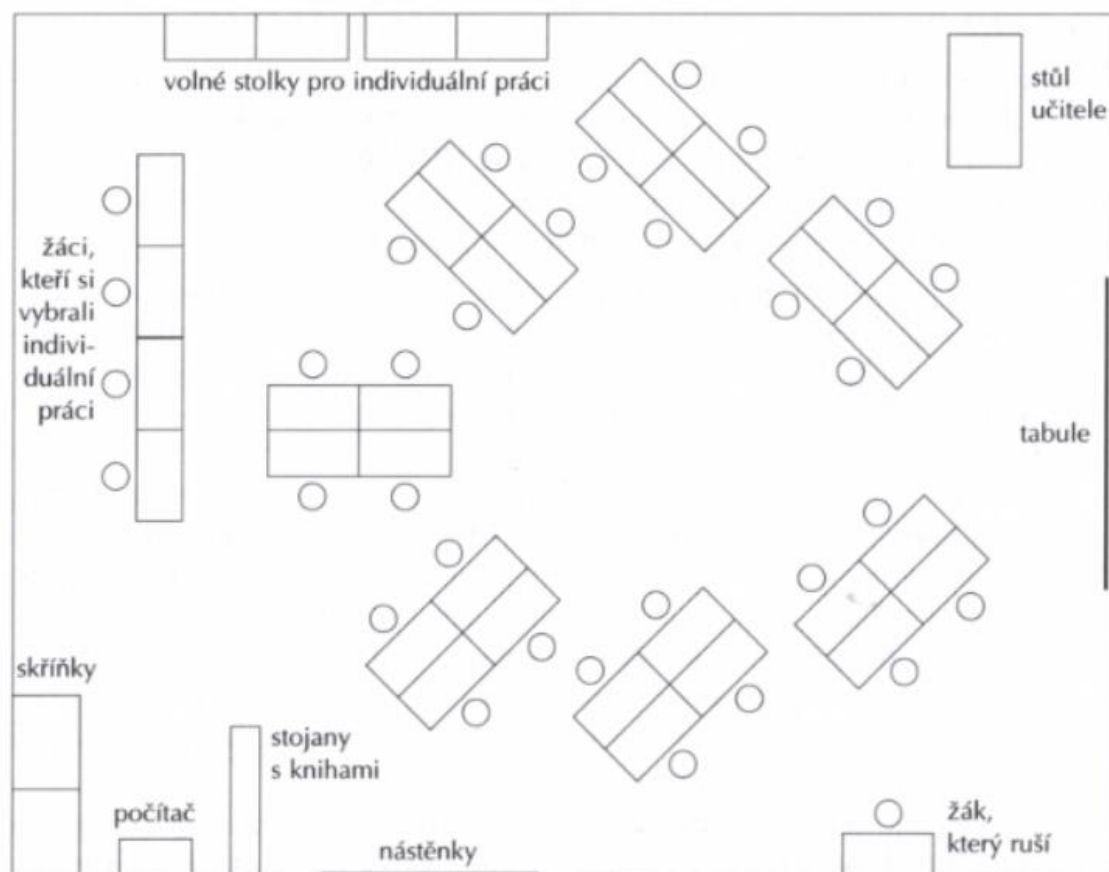 volné stolky pro individuální práci
stůl
učitele
žáci,
kteří si
vybrali
indivi-
duální
práci
tabule
skříňky
stojany
s knihami
počítač
nástěnky
žák,
který ruší